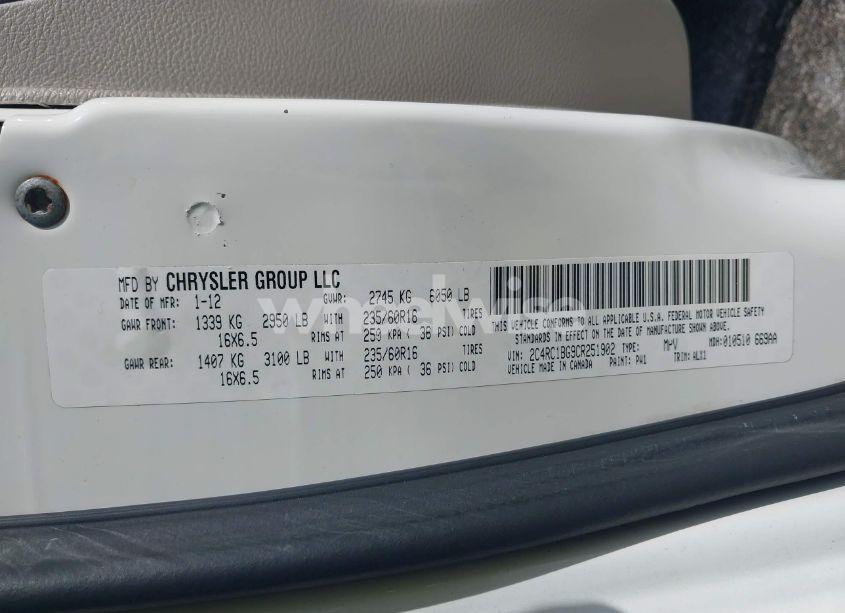 MFD BY CHRYSLER GROUP LLC
DATE OF MFR: 1-12 GVWR: 2745 KG 6050 LB
GAWR FRONT: 1339 KG 2950 LB WITH 235/60R16 TIRES
16X6.5 RIMS AT 250 KPA ( 36 PSI) COLD
GAWR REAR: 1407 KG 3100 LB WITH 235/60R16 TIRES
16X6.5 RIMS AT 250 KPA ( 36 PSI) COLD
THIS VEHICLE CONFORMS TO ALL APPLICABLE U.S.A. FEDERAL MOTOR VEHICLE SAFETY
STANDARDS IN EFFECT ON THE DATE OF MANUFACTURE SHOWN ABOVE.
VIN: 2C4RC1BG9CR251902 TYPE: MPV MDH: 010510 669AA
VEHICLE MADE IN CANADA PAINT: PW1 TRIM: ALX1
wheelwise